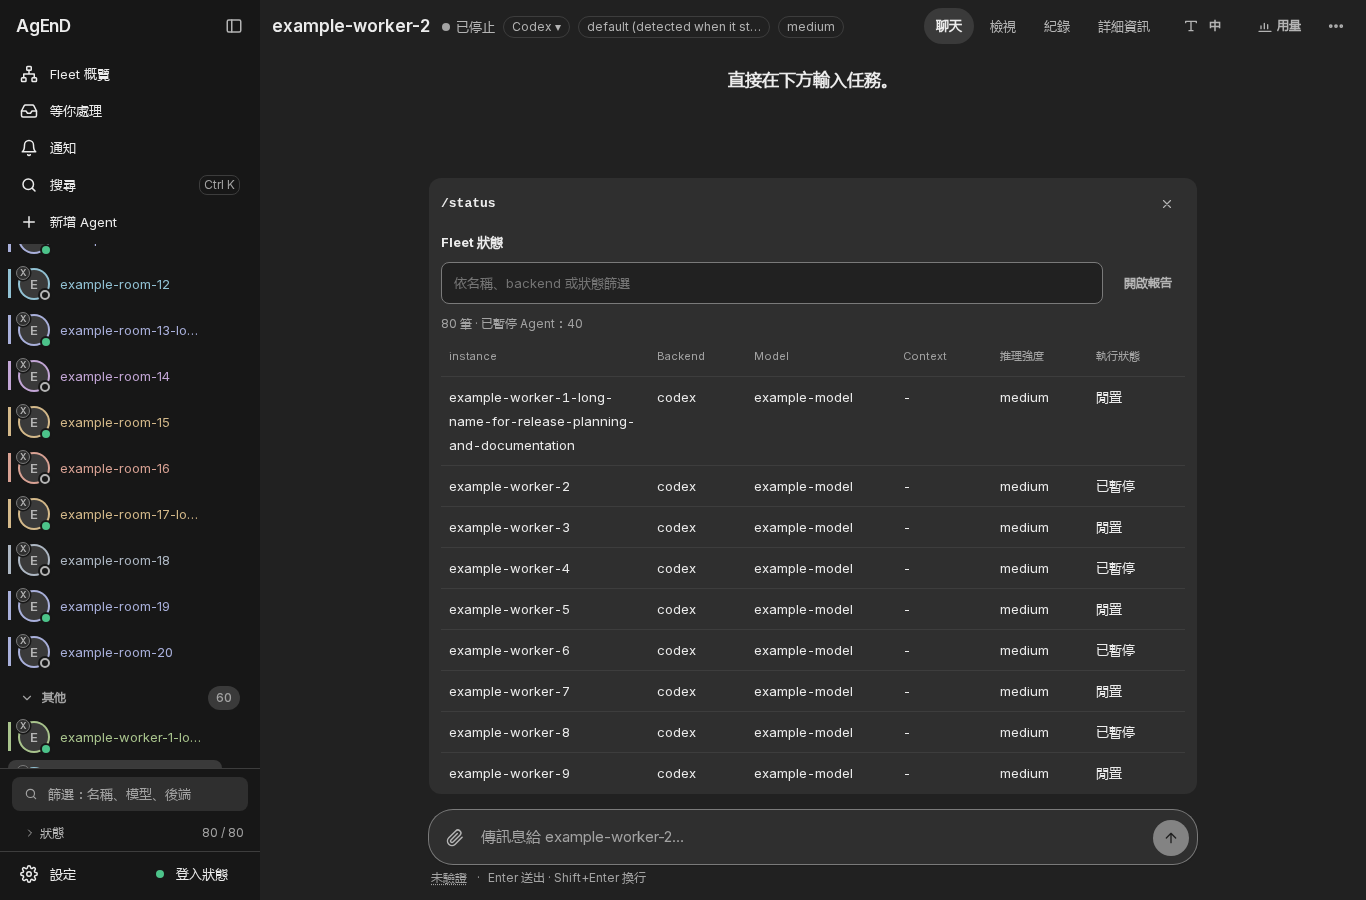 AgEnD
Fleet 概覽
等你處理
通知
搜尋 Ctrl K
新增 Agent
X E example-room-12
X E example-room-13-lo…
X E example-room-14
X E example-room-15
X E example-room-16
X E example-room-17-lo…
X E example-room-18
X E example-room-19
X E example-room-20
其他 60
X E example-worker-1-lo…
篩選：名稱、模型、後端
狀態 80 / 80
設定 登入狀態
example-worker-2 已停止 Codex ▾ default (detected when it st… medium 聊天 檢視 紀錄 詳細資訊 T 中 用量
直接在下方輸入任務。
/status
Fleet 狀態
依名稱、backend 或狀態篩選 開啟報告
80 筆 · 已暫停 Agent：40
instance Backend Model Context 推理強度 執行狀態
example-worker-1-long-
name-for-release-planning-
and-documentation codex example-model - medium 閒置
example-worker-2 codex example-model - medium 已暫停
example-worker-3 codex example-model - medium 閒置
example-worker-4 codex example-model - medium 已暫停
example-worker-5 codex example-model - medium 閒置
example-worker-6 codex example-model - medium 已暫停
example-worker-7 codex example-model - medium 閒置
example-worker-8 codex example-model - medium 已暫停
example-worker-9 codex example-model - medium 閒置
傳訊息給 example-worker-2…
未驗證 · Enter 送出 · Shift+Enter 換行